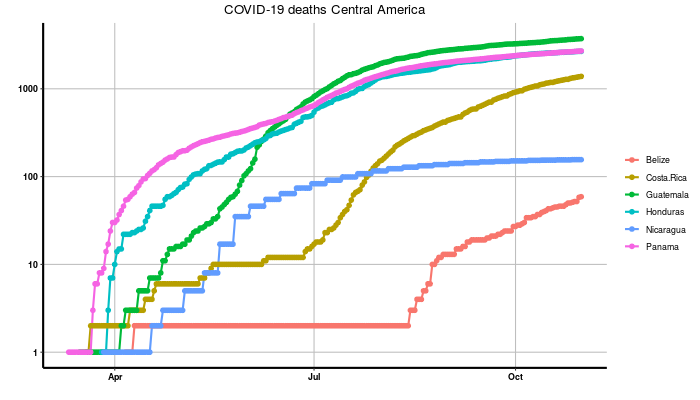 COVID-19 deaths Central America
1000
100
10
1
Apr
Jul
Oct
Belize
Costa.Rica
Guatemala
Honduras
Nicaragua
Panama